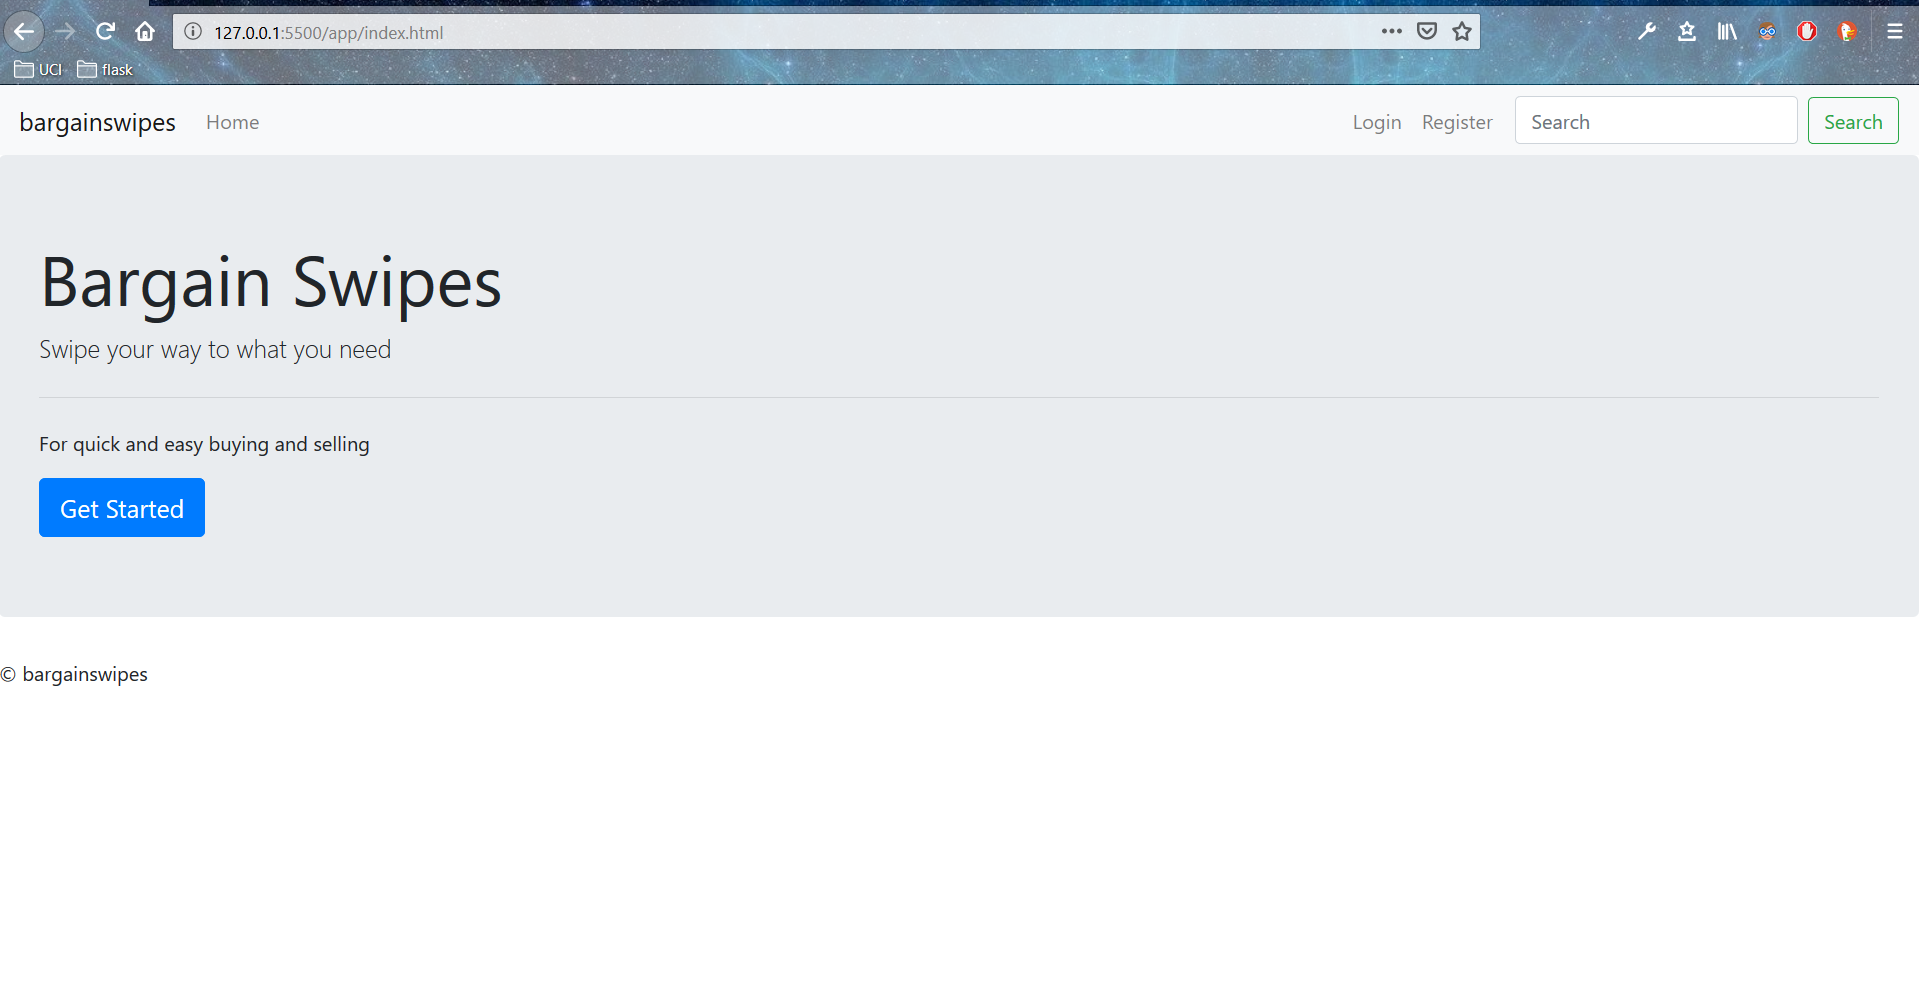 127.0.0.1:5500/app/index.html
UCI flask
bargainswipes Home Login Register Search Search
Bargain Swipes
Swipe your way to what you need
For quick and easy buying and selling
Get Started
© bargainswipes